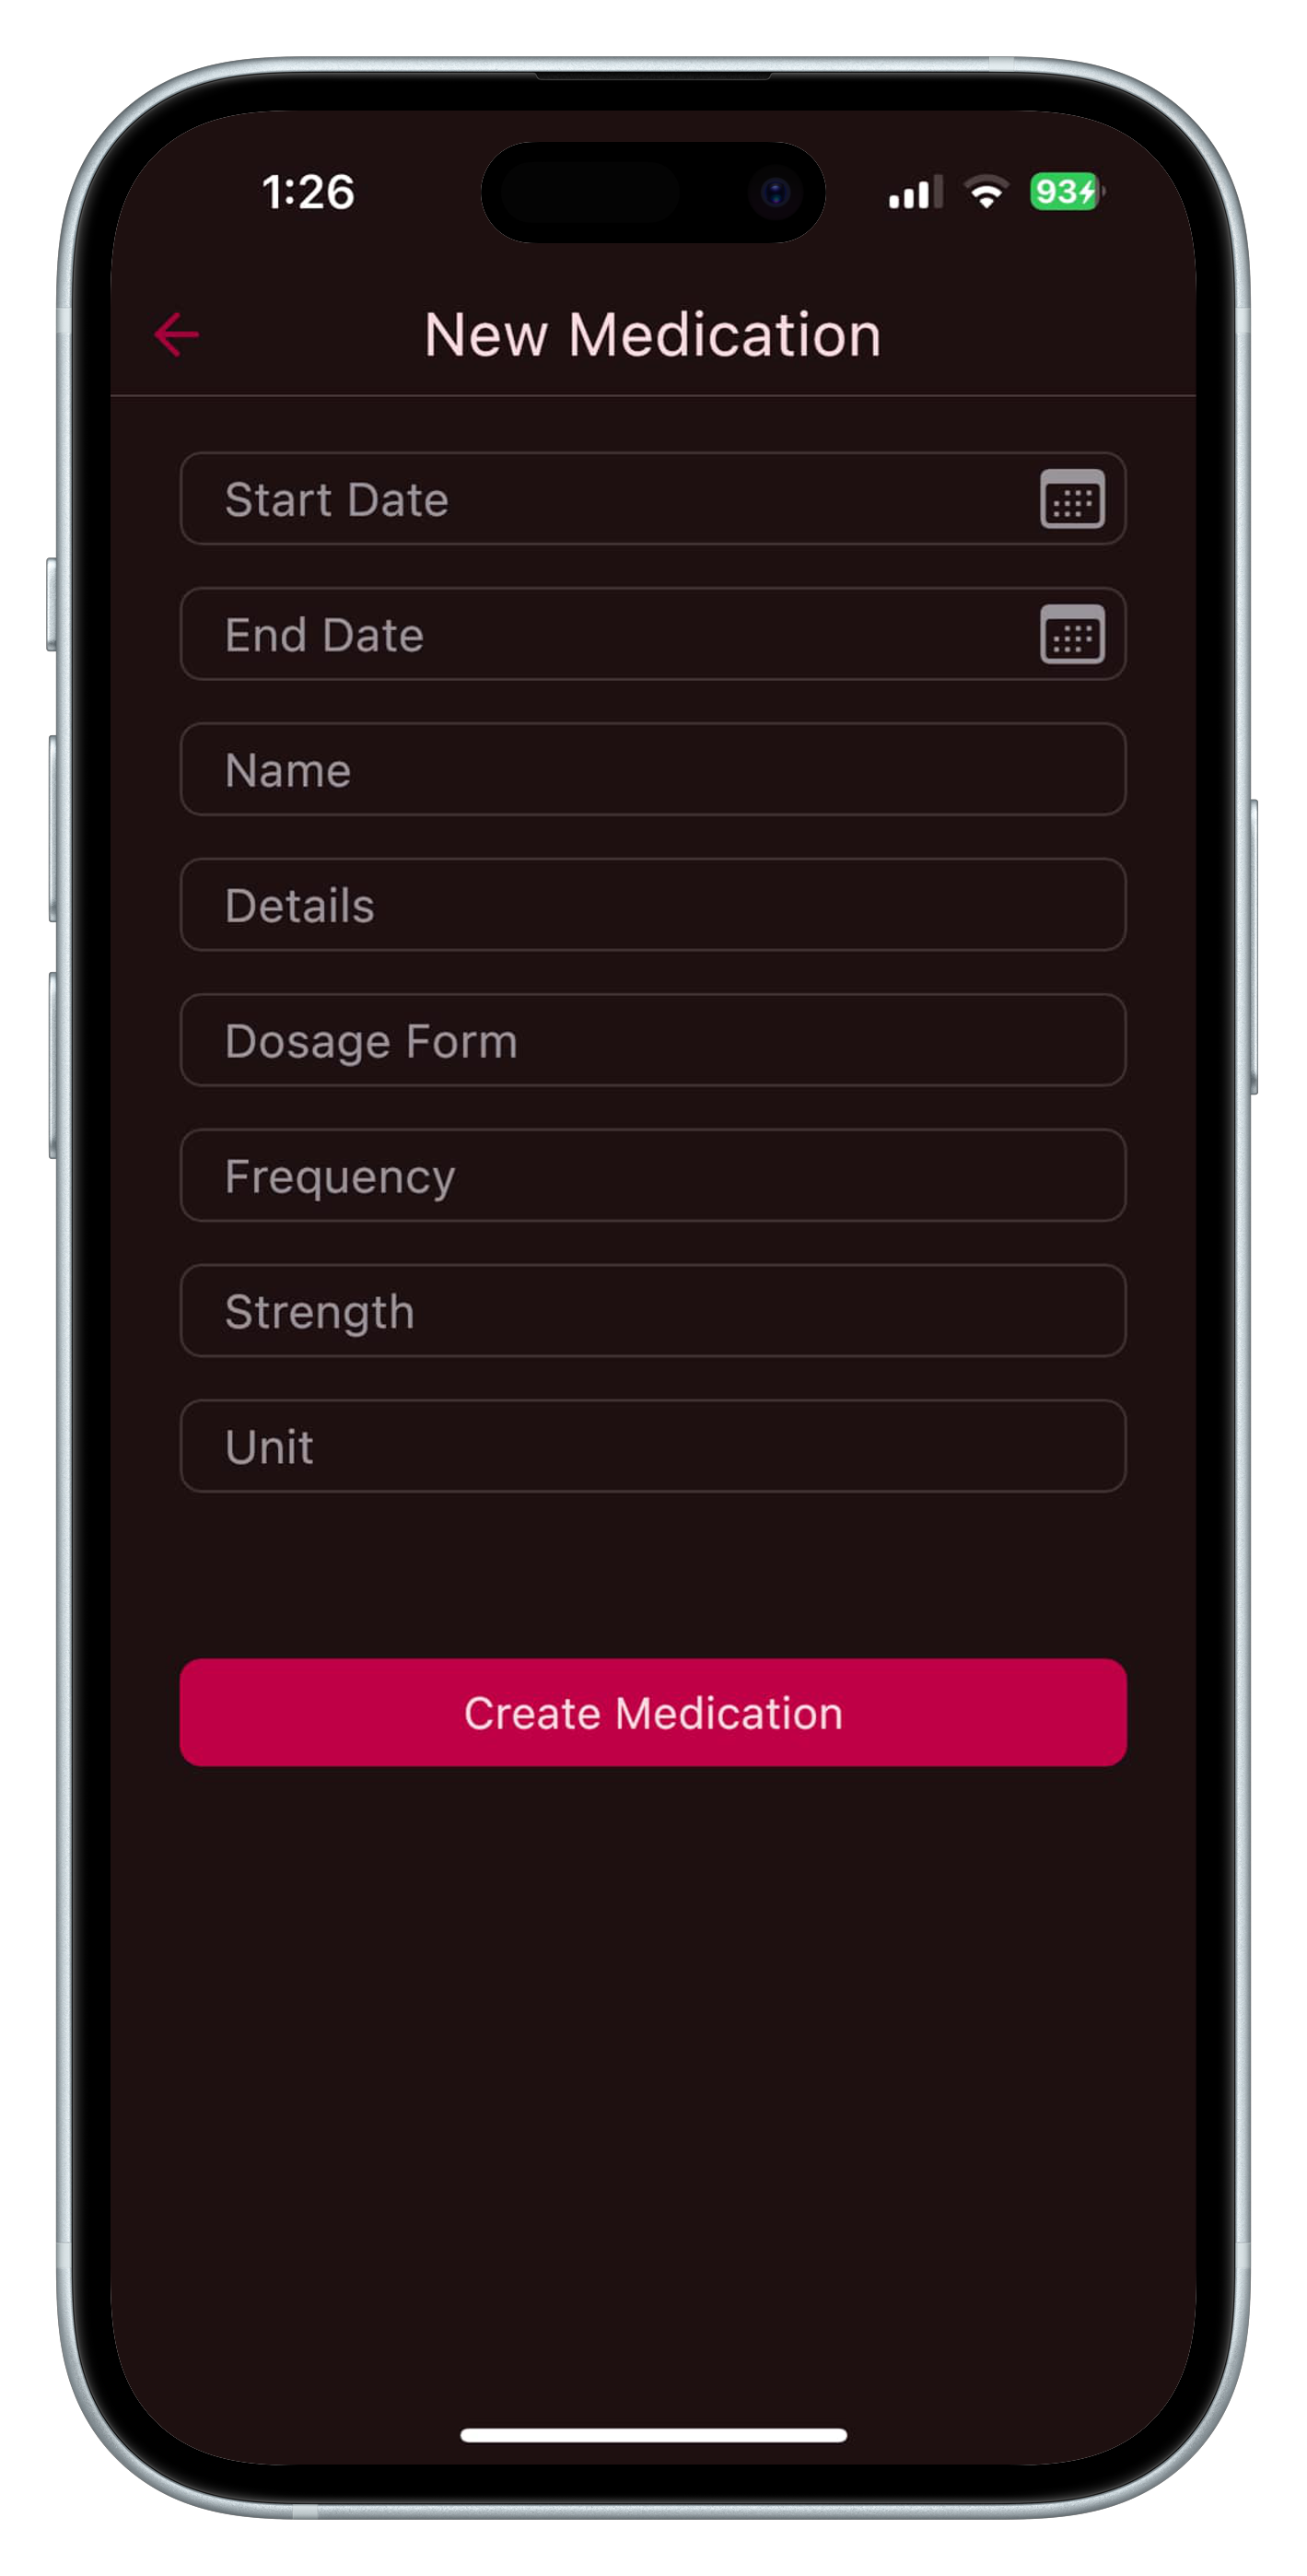 1:26
93
New Medication
Start Date
End Date
Name
Details
Dosage Form
Frequency
Strength
Unit
Create Medication